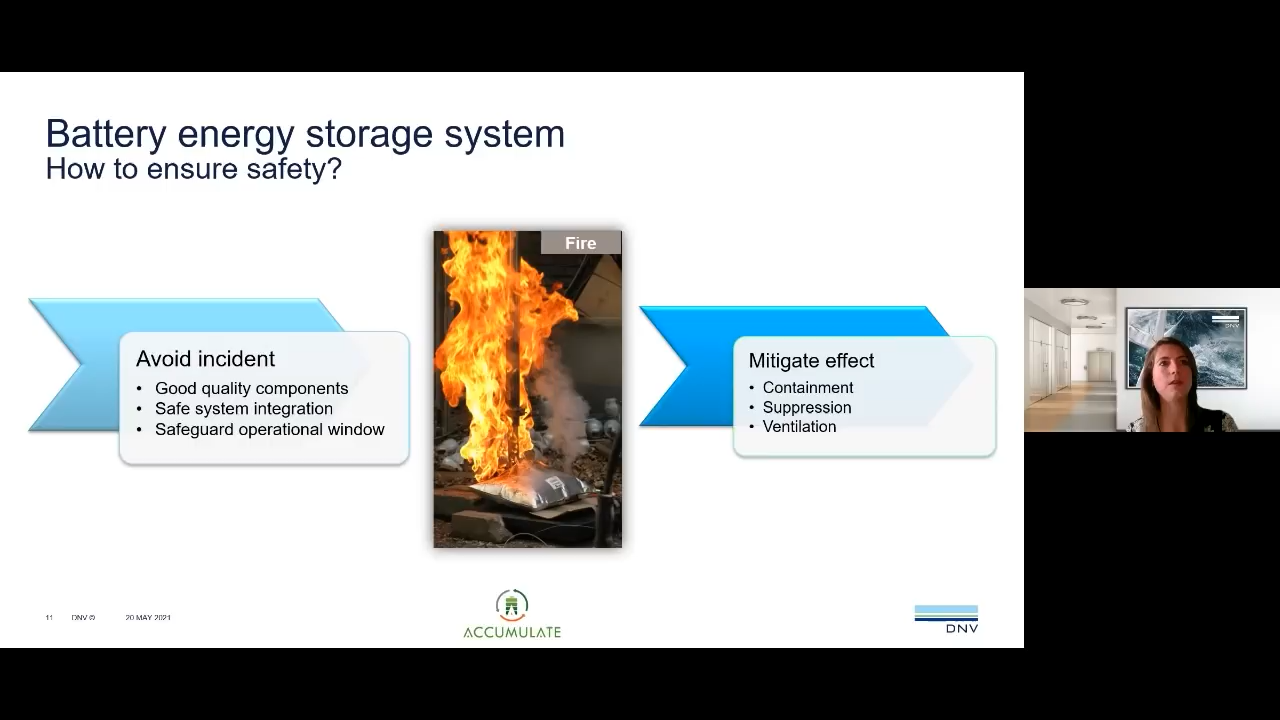 Battery energy storage system
How to ensure safety?
Fire
Avoid incident
• Good quality components
• Safe system integration
• Safeguard operational window
Mitigate effect
• Containment
• Suppression
• Ventilation
11 DNV © 20 MAY 2021
ACCUMULATE
DNV
DNV